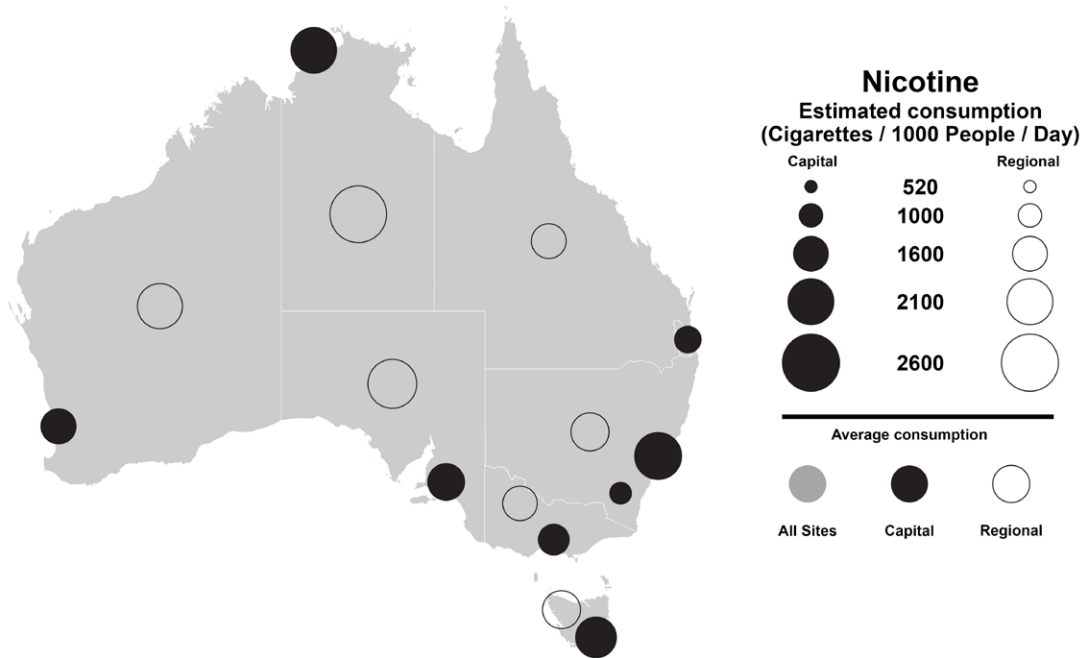 Nicotine
Estimated consumption
(Cigarettes / 1000 People / Day)
Capital Regional
520
1000
1600
2100
2600
Average consumption
All Sites Capital Regional